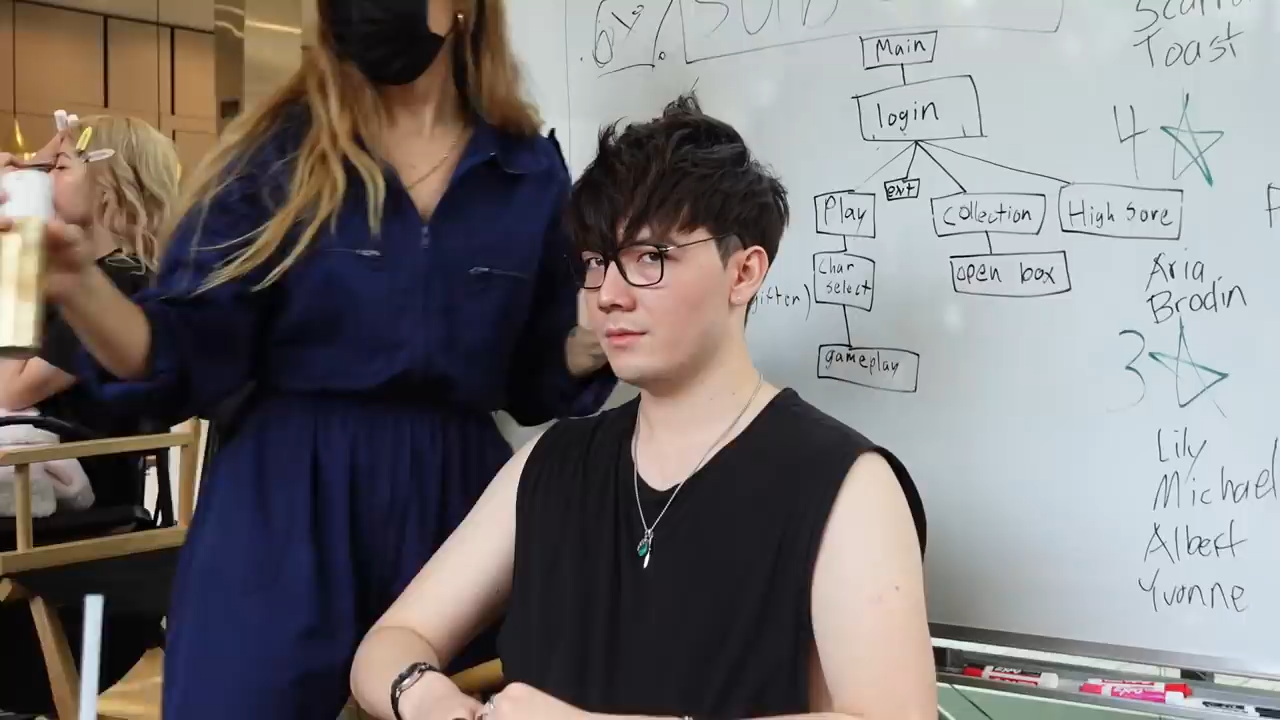 Main
login
exit
Play
Collection
High Sore
Char
select
open box
gameplay
Toast
4
Aria
Brodin
3
Lily
Michael
Albert
Yvonne